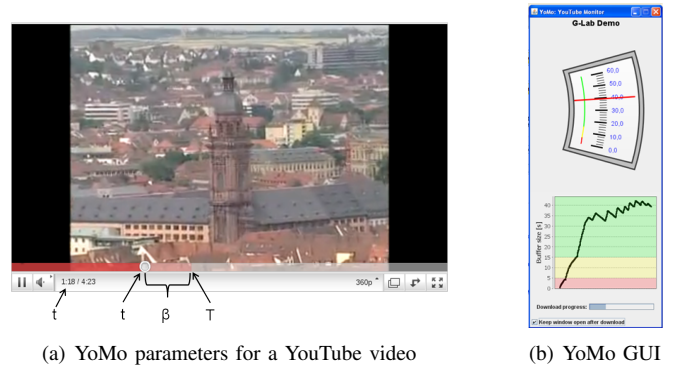 YoMo: YouTube Monitor
G-Lab Demo
60,0
50,0
40,0
30,0
20,0
10,0
0,0
1:18 / 4:23
360p
t
t
β
T
Buffer size [s]
40
35
30
25
20
15
10
5
0
Download progress:
Keep window open after download
(a) YoMo parameters for a YouTube video
(b) YoMo GUI